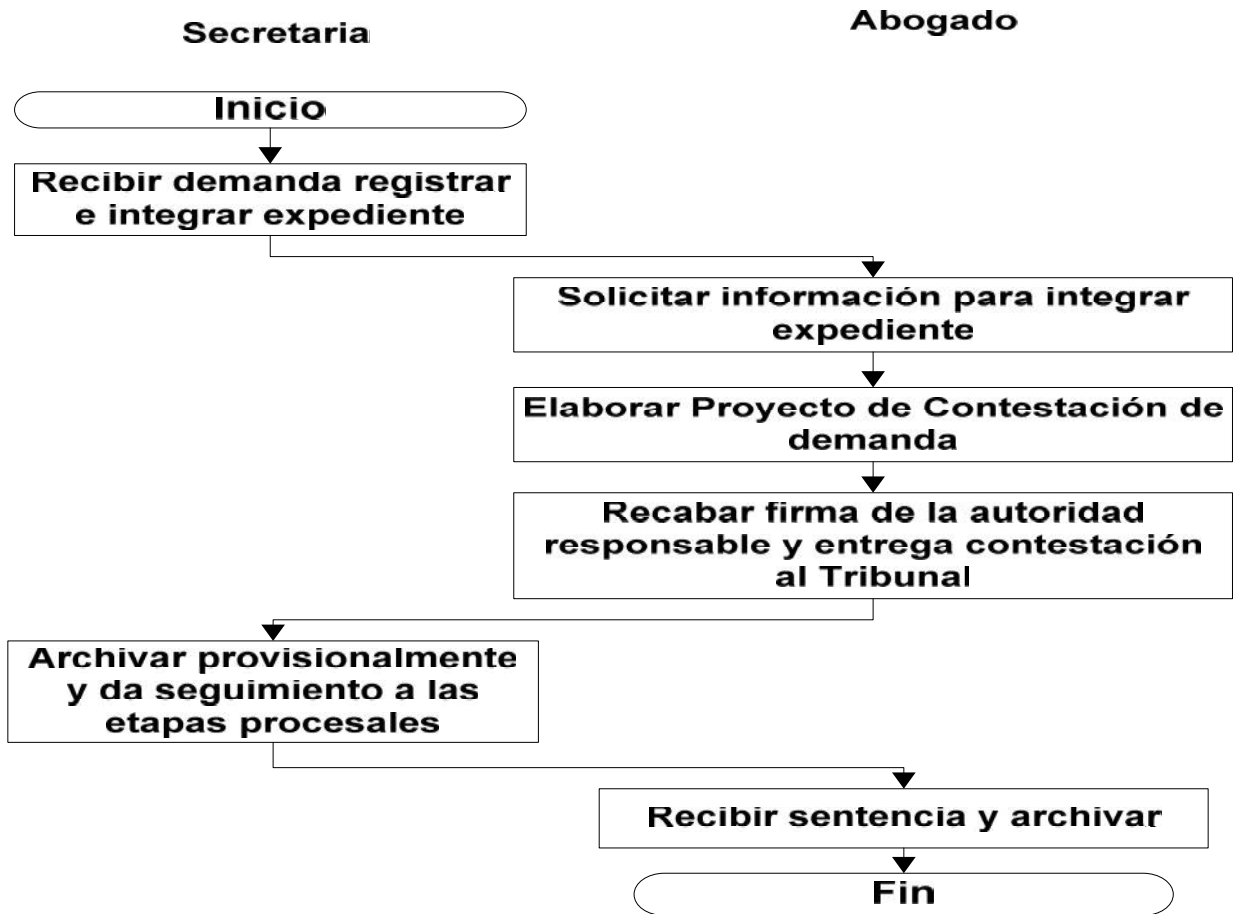 Secretaria
Abogado
Inicio
Recibir demanda registrar
e integrar expediente
Solicitar información para integrar
expediente
Elaborar Proyecto de Contestación de
demanda
Recabar firma de la autoridad
responsable y entrega contestación
al Tribunal
Archivar provisionalmente
y da seguimiento a las
etapas procesales
Recibir sentencia y archivar
Fin